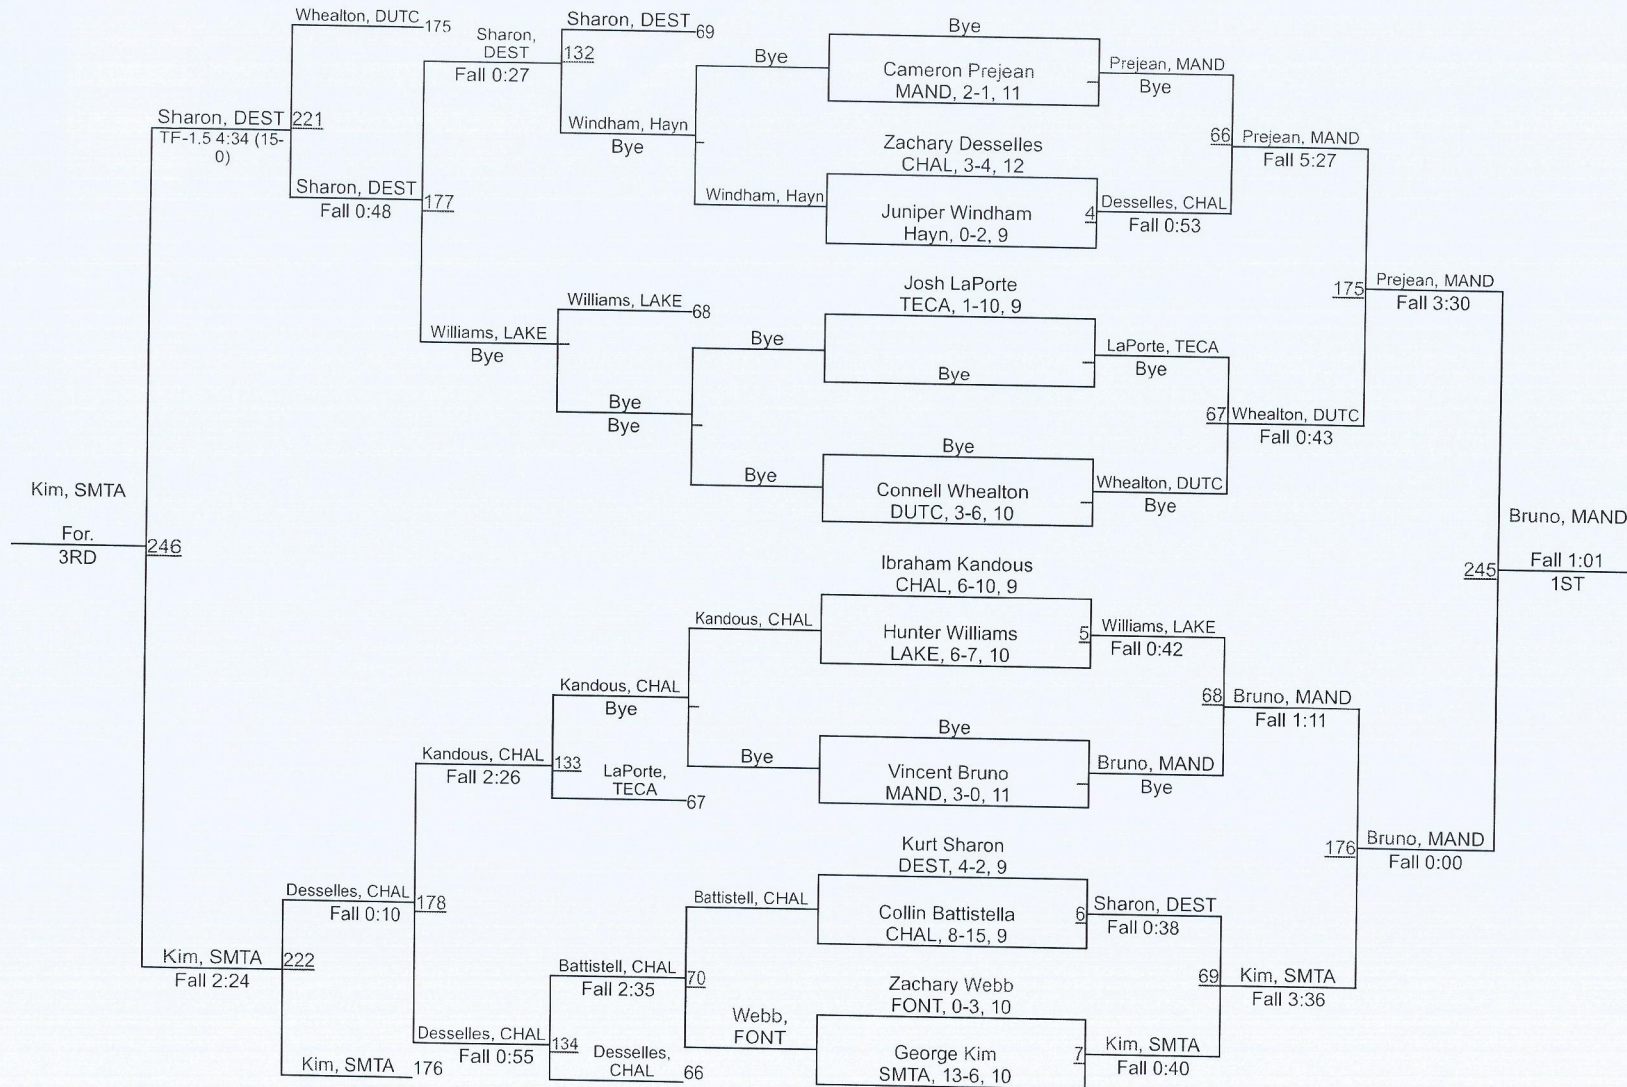 Whealton, DUTC
175
Sharon, DEST
221
TF-1.5 4:34 (15-
0)
Sharon, DEST
Fall 0:48
177
Sharon,
DEST
Fall 0:27
132
Sharon, DEST
69
Windham, Hayn
Bye
Bye
Windham, Hayn
Williams, LAKE
Bye
Williams, LAKE
68
Bye
Bye
Bye
Bye
Kim, SMTA
For.
3RD
246
Kandous, CHAL
Kandous, CHAL
Bye
Bye
Kandous, CHAL
Fall 2:26
133
LaPorte,
TECA
67
Desselles, CHAL
Fall 0:10
178
Kim, SMTA
Fall 2:24
222
Kim, SMTA
176
Desselles, CHAL
Fall 0:55
134
Battistell, CHAL
Fall 2:35
70
Desselles,
CHAL
66
Battistell, CHAL
Webb,
FONT
Bye
Cameron Prejean
MAND, 2-1, 11
Zachary Desselles
CHAL, 3-4, 12
Juniper Windham
Hayn, 0-2, 9
4
Josh LaPorte
TECA, 1-10, 9
Bye
Bye
Connell Whealton
DUTC, 3-6, 10
Ibraham Kandous
CHAL, 6-10, 9
Hunter Williams
LAKE, 6-7, 10
5
Bye
Vincent Bruno
MAND, 3-0, 11
Kurt Sharon
DEST, 4-2, 9
Collin Battistella
CHAL, 8-15, 9
6
Zachary Webb
FONT, 0-3, 10
George Kim
SMTA, 13-6, 10
7
Prejean, MAND
Bye
Desselles, CHAL
Fall 0:53
66
Prejean, MAND
Fall 5:27
LaPorte, TECA
Bye
Whealton, DUTC
Bye
67
Whealton, DUTC
Fall 0:43
175
Prejean, MAND
Fall 3:30
Williams, LAKE
Fall 0:42
Bruno, MAND
Bye
68
Bruno, MAND
Fall 1:11
Sharon, DEST
Fall 0:38
Kim, SMTA
Fall 0:40
69
Kim, SMTA
Fall 3:36
176
Bruno, MAND
Fall 0:00
245
Bruno, MAND
Fall 1:01
1ST